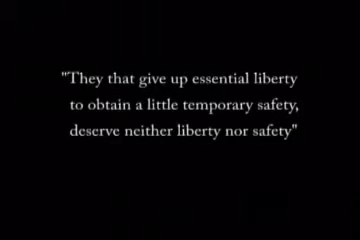 "They that give up essential liberty
to obtain a little temporary safety,
deserve neither liberty nor safety"